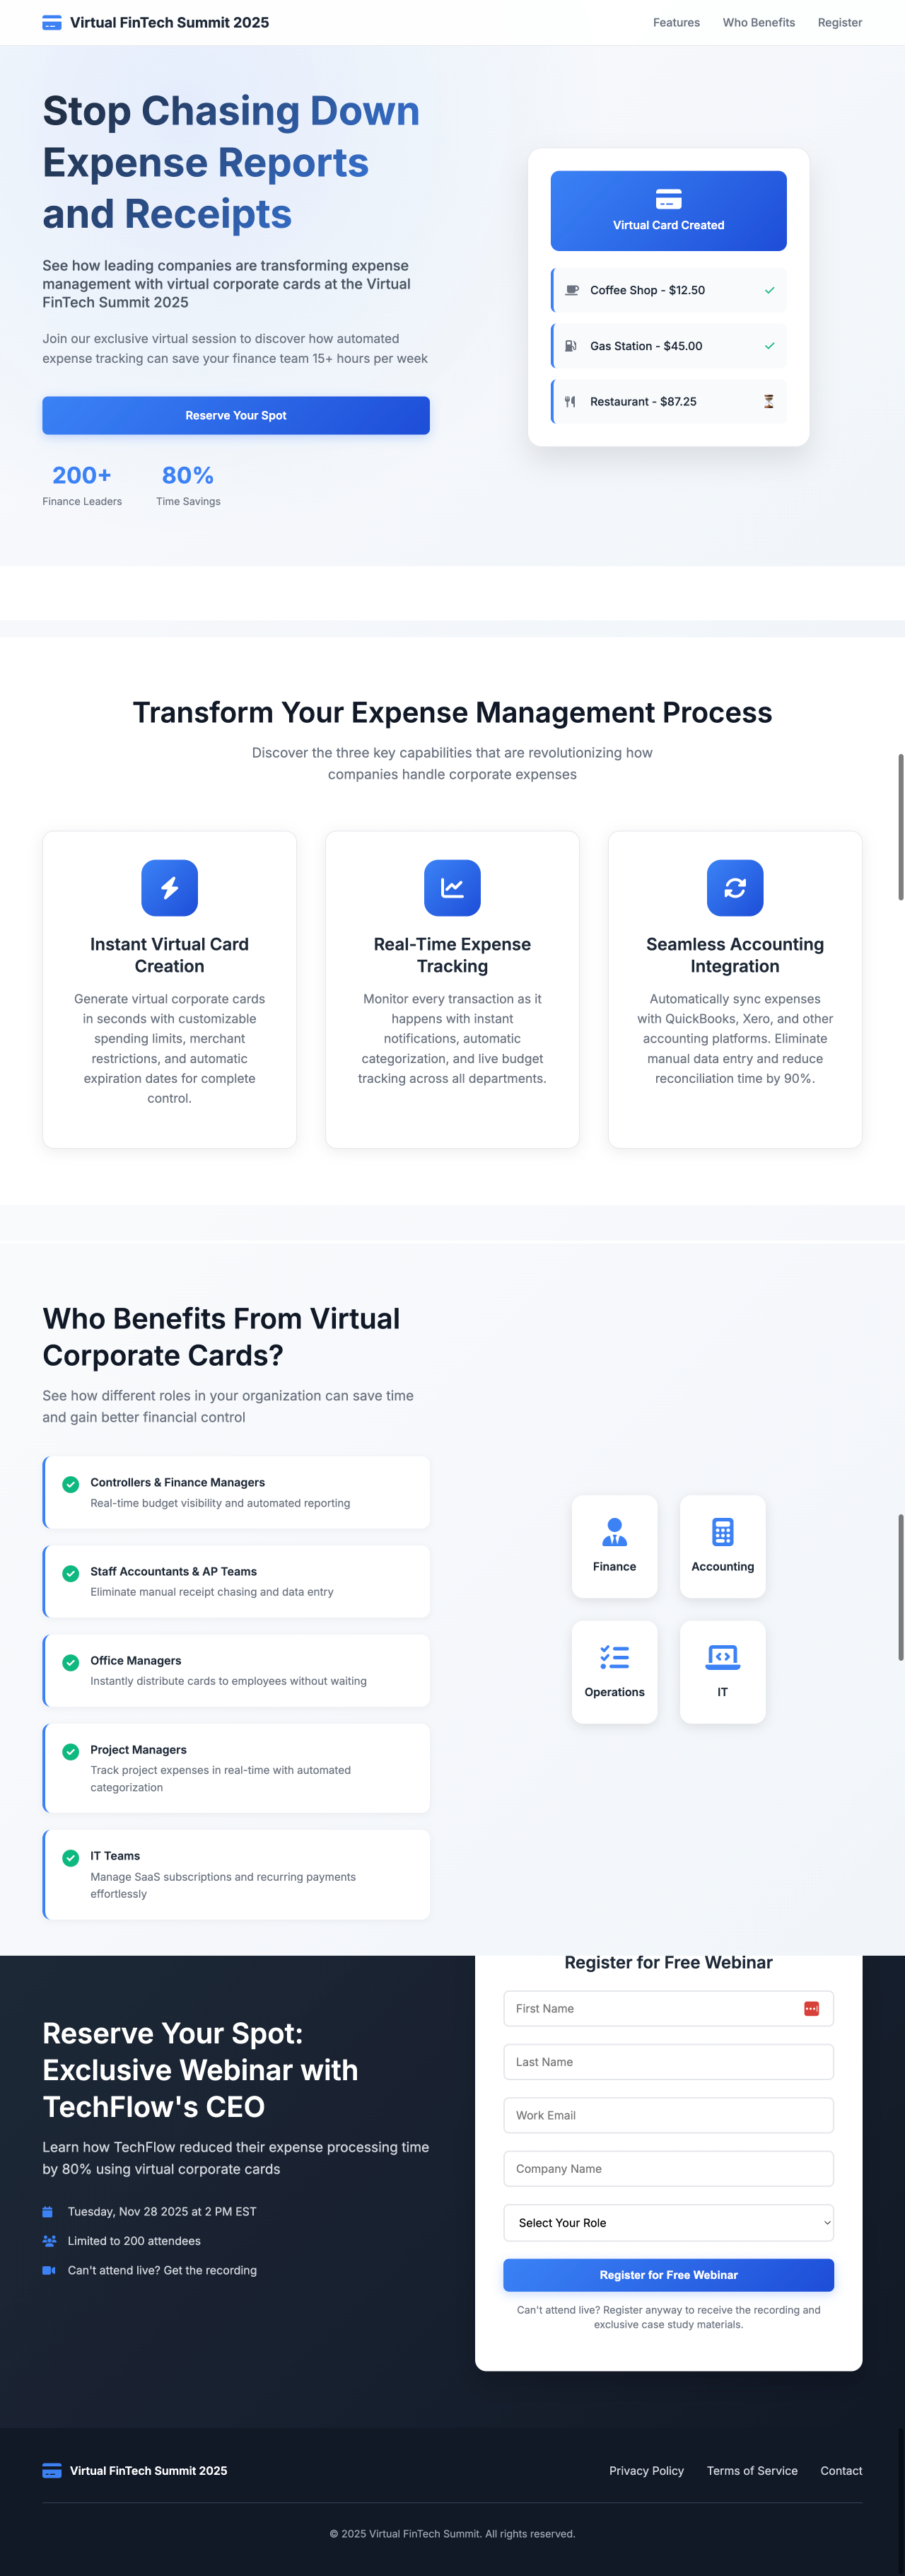 Virtual FinTech Summit 2025
Features
Who Benefits
Register
Stop Chasing Down
Expense Reports
and Receipts
See how leading companies are transforming expense
management with virtual corporate cards at the Virtual
FinTech Summit 2025
Join our exclusive virtual session to discover how automated
expense tracking can save your finance team 15+ hours per week
Reserve Your Spot
200+
Finance Leaders
80%
Time Savings
Virtual Card Created
Coffee Shop - $12.50
Gas Station - $45.00
Restaurant - $87.25
Transform Your Expense Management Process
Discover the three key capabilities that are revolutionizing how
companies handle corporate expenses
Instant Virtual Card
Creation
Generate virtual corporate cards
in seconds with customizable
spending limits, merchant
restrictions, and automatic
expiration dates for complete
control.
Real-Time Expense
Tracking
Monitor every transaction as it
happens with instant
notifications, automatic
categorization, and live budget
tracking across all departments.
Seamless Accounting
Integration
Automatically sync expenses
with QuickBooks, Xero, and other
accounting platforms. Eliminate
manual data entry and reduce
reconciliation time by 90%.
Who Benefits From Virtual
Corporate Cards?
See how different roles in your organization can save time
and gain better financial control
Controllers & Finance Managers
Real-time budget visibility and automated reporting
Staff Accountants & AP Teams
Eliminate manual receipt chasing and data entry
Office Managers
Instantly distribute cards to employees without waiting
Project Managers
Track project expenses in real-time with automated
categorization
IT Teams
Manage SaaS subscriptions and recurring payments
effortlessly
Finance
Accounting
Operations
IT
Reserve Your Spot:
Exclusive Webinar with
TechFlow's CEO
Learn how TechFlow reduced their expense processing time
by 80% using virtual corporate cards
Tuesday, Nov 28 2025 at 2 PM EST
Limited to 200 attendees
Can't attend live? Get the recording
Register for Free Webinar
First Name
Last Name
Work Email
Company Name
Select Your Role
Register for Free Webinar
Can't attend live? Register anyway to receive the recording and
exclusive case study materials.
Virtual FinTech Summit 2025
Privacy Policy
Terms of Service
Contact
© 2025 Virtual FinTech Summit. All rights reserved.